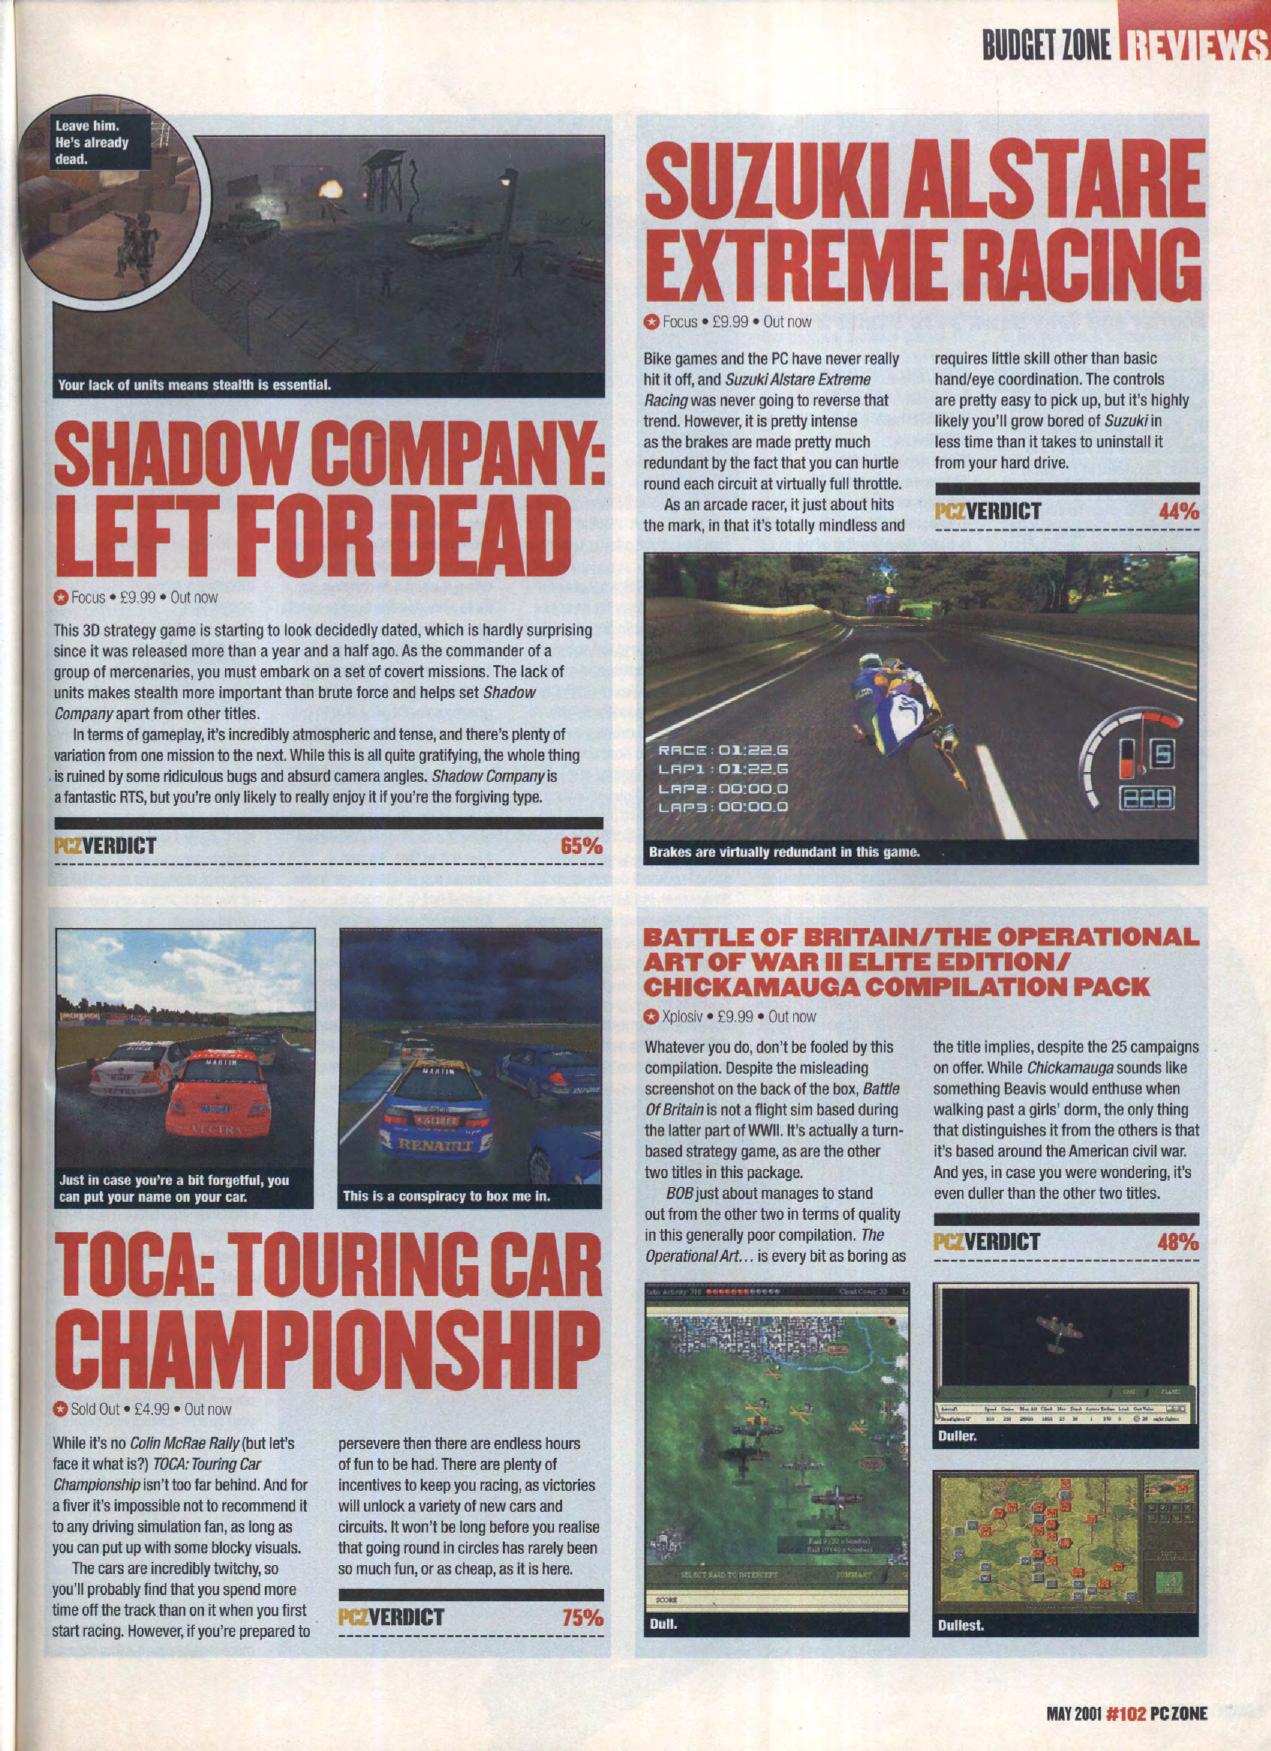 BUDGET ZONE REVIEWS
Leave him.
He's already
dead.
Your lack of units means stealth is essential.
SHADOW COMPANY:
LEFT FOR DEAD
Focus • £9.99 • Out now
This 3D strategy game is starting to look decidedly dated, which is hardly surprising
since it was released more than a year and a half ago. As the commander of a
group of mercenaries, you must embark on a set of covert missions. The lack of
units makes stealth more important than brute force and helps set Shadow
Company apart from other titles.
In terms of gameplay, it's incredibly atmospheric and tense, and there's plenty of
variation from one mission to the next. While this is all quite gratifying, the whole thing
is ruined by some ridiculous bugs and absurd camera angles. Shadow Company is
a fantastic RTS, but you're only likely to really enjoy it if you're the forgiving type.
PCZVERDICT 65%
SUZUKI ALSTARE
EXTREME RACING
Focus • £9.99 • Out now
Bike games and the PC have never really
hit it off, and Suzuki Alstare Extreme
Racing was never going to reverse that
trend. However, it is pretty intense
as the brakes are made pretty much
redundant by the fact that you can hurtle
round each circuit at virtually full throttle.
As an arcade racer, it just about hits
the mark, in that it's totally mindless and
requires little skill other than basic
hand/eye coordination. The controls
are pretty easy to pick up, but it's highly
likely you'll grow bored of Suzuki in
less time than it takes to uninstall it
from your hard drive.
PCZVERDICT 44%
RACE: 01:22.6
LAP1: 01:22.6
LAP2: 00:00.0
LAP3: 00:00.0
229
Brakes are virtually redundant in this game.
MARTIN
VECTRA
Just in case you're a bit forgetful, you
can put your name on your car.
MARTIN
RENAULT
This is a conspiracy to box me in.
TOCA: TOURING CAR
CHAMPIONSHIP
Sold Out • £4.99 • Out now
While it's no Colin McRae Rally (but let's
face it what is?) TOCA: Touring Car
Championship isn't too far behind. And for
a fiver it's impossible not to recommend it
to any driving simulation fan, as long as
you can put up with some blocky visuals.
The cars are incredibly twitchy, so
you'll probably find that you spend more
time off the track than on it when you first
start racing. However, if you're prepared to
persevere then there are endless hours
of fun to be had. There are plenty of
incentives to keep you racing, as victories
will unlock a variety of new cars and
circuits. It won't be long before you realise
that going round in circles has rarely been
so much fun, or as cheap, as it is here.
PCZVERDICT 75%
BATTLE OF BRITAIN/THE OPERATIONAL
ART OF WAR II ELITE EDITION/
CHICKAMAUGA COMPILATION PACK
Xplosiv • £9.99 • Out now
Whatever you do, don't be fooled by this
compilation. Despite the misleading
screenshot on the back of the box, Battle
Of Britain is not a flight sim based during
the latter part of WWII. It's actually a turn-
based strategy game, as are the other
two titles in this package.
BOB just about manages to stand
out from the other two in terms of quality
in this generally poor compilation. The
Operational Art... is every bit as boring as
the title implies, despite the 25 campaigns
on offer. While Chickamauga sounds like
something Beavis would enthuse when
walking past a girls' dorm, the only thing
that distinguishes it from the others is that
it's based around the American civil war.
And yes, in case you were wondering, it's
even duller than the other two titles.
PCZVERDICT 48%
SELECT RAID TO INTERCEPT SUMMARY
SCORE
Dull.
Duller.
Dullest.
MAY 2001 #102 PC ZONE